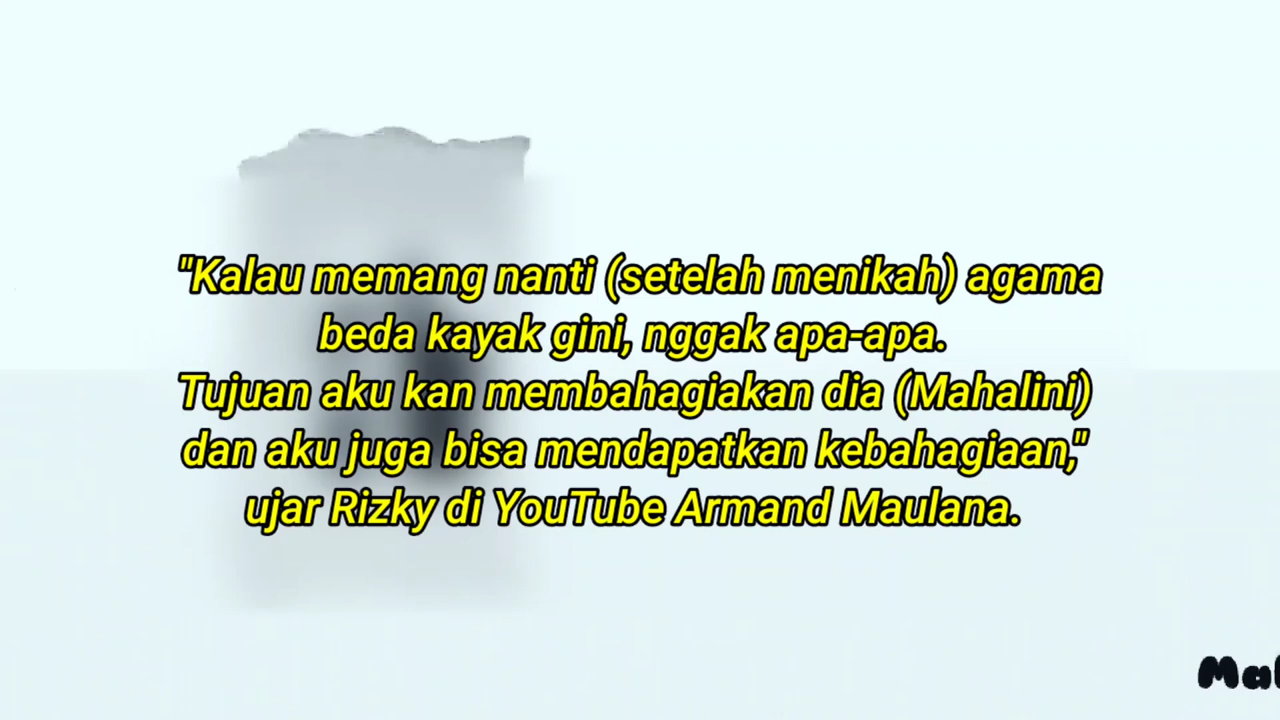 "Kalau memang nanti (setelah menikah) agama
beda kayak gini, nggak apa-apa.
Tujuan aku kan membahagiakan dia (Mahalini)
dan aku juga bisa mendapatkan kebahagiaan,"
ujar Rizky di YouTube Armand Maulana.